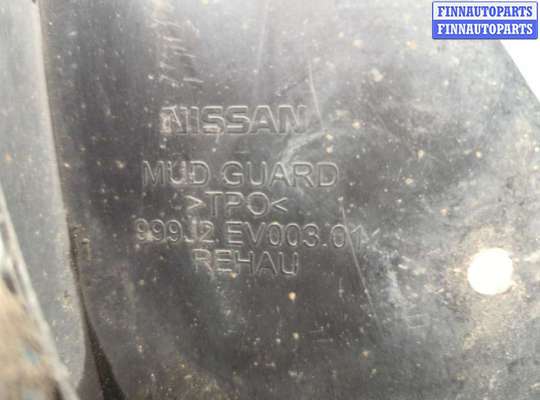 FINNAUTOPARTS
FINNAUTOPARTS
NISSAN
MUD GUARD
>TPO<
999J2 EV003.01
REHAU